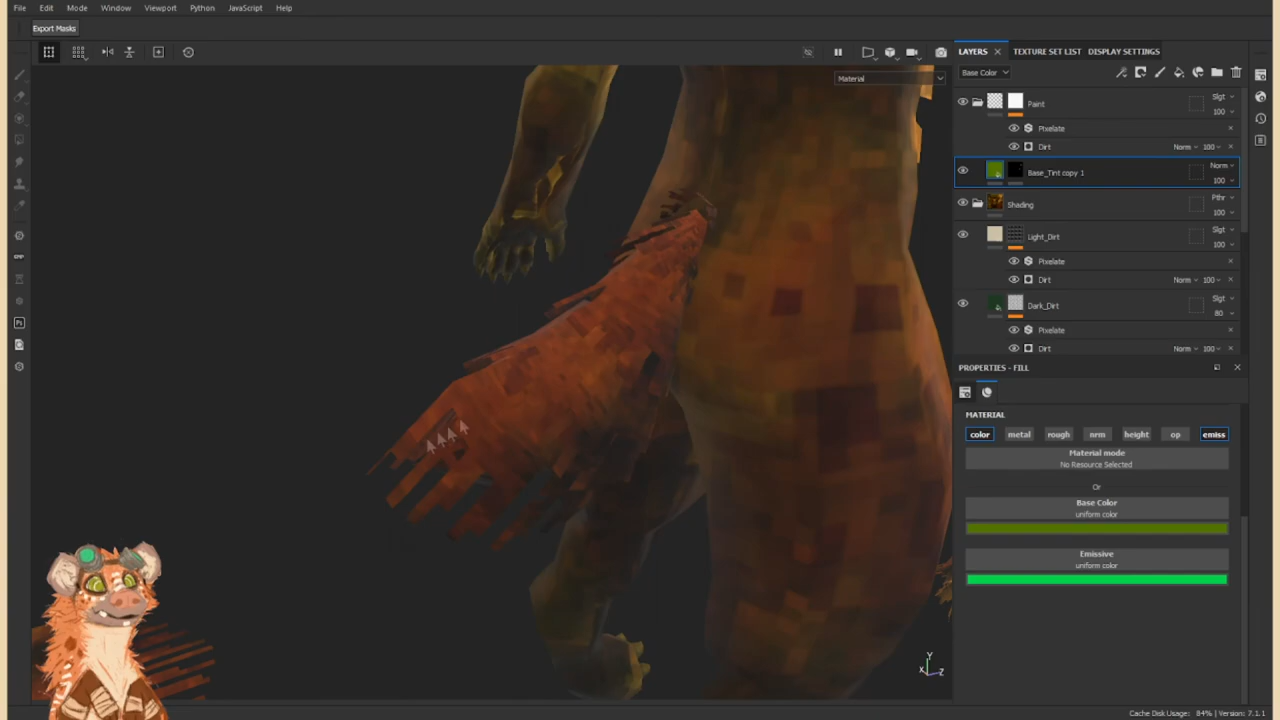 File Edit Mode Window Viewport Python JavaScript Help
Export Masks
LAYERS TEXTURE SET LIST DISPLAY SETTINGS
Material
Base Color
Paint Slgt 100
Pixelate
Dirt Norm 100
Base_Tint copy 1 Norm 100
Shading Pthr 100
Light_Dirt Slgt 100
Pixelate
Dirt Norm 100
Dark_Dirt Slgt 80
Pixelate
Dirt Norm 100
PROPERTIES - FILL
MATERIAL
color metal rough nrm height op emiss
Material mode
No Resource Selected
Or
Base Color
uniform color
Emissive
uniform color
Y
X Z
Cache Disk Usage: 84% | Version: 7.1.1